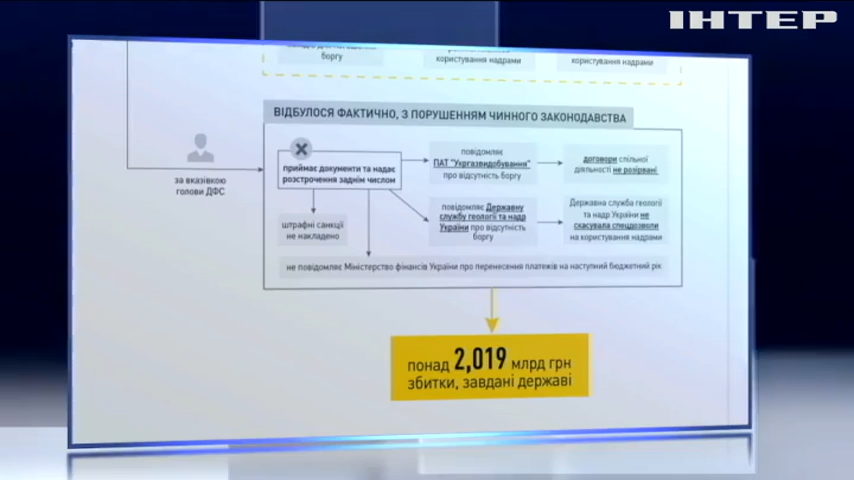 ІНТЕР
боргу
користування надрами
користування надрами
ВІДБУЛОСЯ ФАКТИЧНО, З ПОРУШЕННЯМ ЧИННОГО ЗАКОНОДАВСТВА
за вказівкою
голови ДФС
приймає документи та надає
розстрочення заднім числом
повідомляє
ПАТ "Укргазвидобування"
про відсутність боргу
договори спільної
діяльності не розірвані
штрафні санкції
не накладено
повідомляє Державну
службу геології та надр
України про відсутність
боргу
Державна служба геології
та надр України не
скасувала спецдозволи
на користування надрами
не повідомляє Міністерство фінансів України про перенесення платежів на наступний бюджетний рік
понад 2,019 млрд грн
збитки, завдані державі